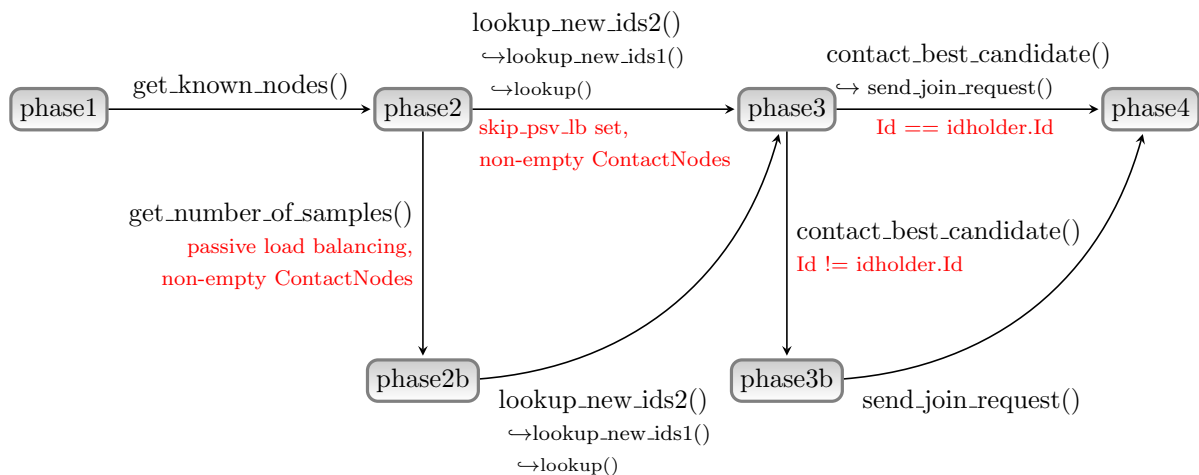 lookup_new_ids2()
↪lookup_new_ids1()
↪lookup()
contact_best_candidate()
↪ send_join_request()
get_known_nodes()
phase1
phase2
phase3
phase4
skip_psv_lb set,
non-empty ContactNodes
Id == idholder.Id
get_number_of_samples()
passive load balancing,
non-empty ContactNodes
contact_best_candidate()
Id != idholder.Id
phase2b
phase3b
lookup_new_ids2()
↪lookup_new_ids1()
↪lookup()
send_join_request()